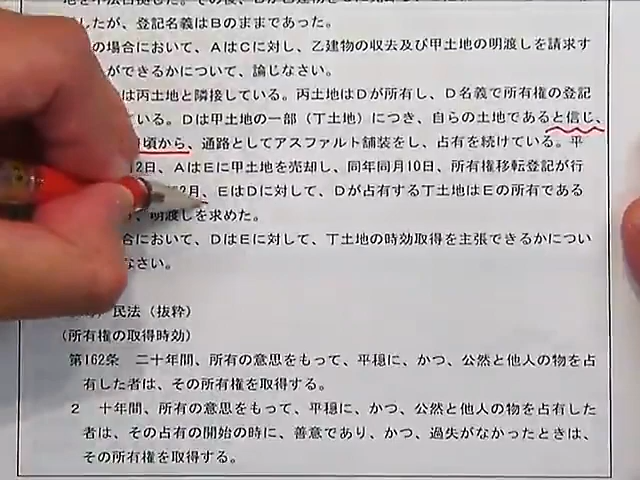 したが、登記名義はBのままであった。
の場合において、AはCに対し、乙建物の収去及び甲土地の明渡しを請求す
ができるかについて、論じなさい。
は丙土地と隣接している。丙土地はDが所有し、D名義で所有権の登記
ている。Dは甲土地の一部(丁土地)につき、自らの土地であると信じ、
頃から、通路としてアスファルト舗装をし、占有を続けている。平
2日、AはEに甲土地を売却し、同年同月10日、所有権移転登記が行
2月、EはDに対して、Dが占有する丁土地はEの所有である
、明渡しを求めた。
合において、DはEに対して、丁土地の時効取得を主張できるかについ
なさい。
民法(抜粋)
(所有権の取得時効)
第162条 二十年間、所有の意思をもって、平穏に、かつ、公然と他人の物を占
有した者は、その所有権を取得する。
2 十年間、所有の意思をもって、平穏に、かつ、公然と他人の物を占有した
者は、その占有の開始の時に、善意であり、かつ、過失がなかったときは、
その所有権を取得する。